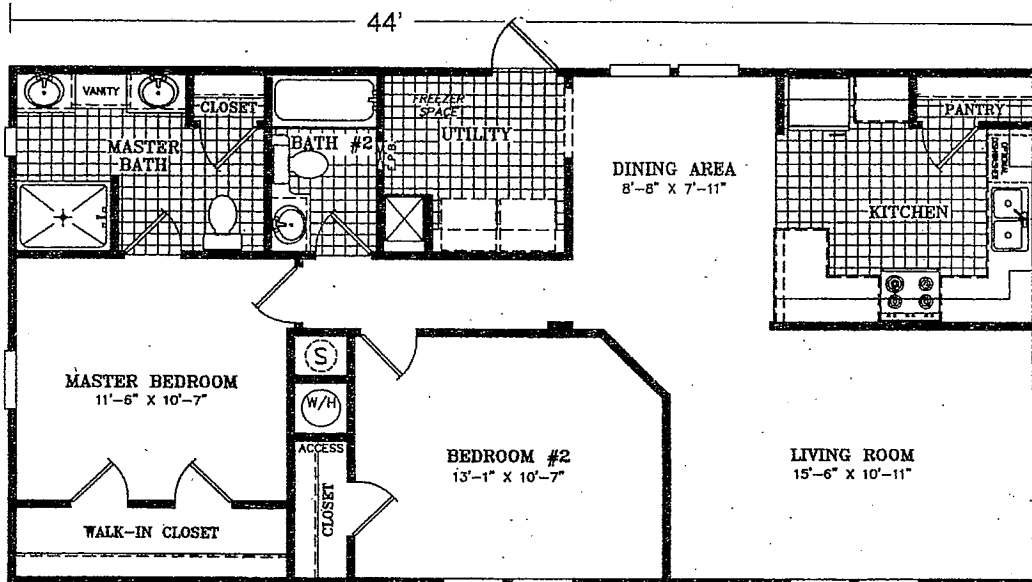 44'
VANITY
CLOSET
MASTER
BATH
BATH #2
FREEZER
SPACE
UTILITY
E.P.B.
DINING AREA
8'-8" X 7'-11"
PANTRY
OPTIONAL
DISHWASHER
KITCHEN
MASTER BEDROOM
11'-6" X 10'-7"
S
W/H
ACCESS
CLOSET
BEDROOM #2
13'-1" X 10'-7"
LIVING ROOM
15'-6" X 10'-11"
WALK-IN CLOSET